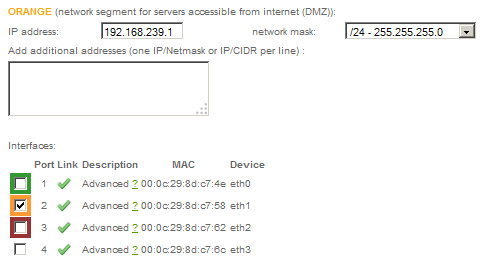 ORANGE (network segment for servers accessible from internet (DMZ)):
IP address: 192.168.239.1 network mask: /24 - 255.255.255.0
Add additional addresses (one IP/Netmask or IP/CIDR per line) :
Interfaces:
Port Link Description MAC Device
1 Advanced ? 00:0c:29:8d:c7:4e eth0
2 Advanced ? 00:0c:29:8d:c7:58 eth1
3 Advanced ? 00:0c:29:8d:c7:62 eth2
4 Advanced ? 00:0c:29:8d:c7:6c eth3